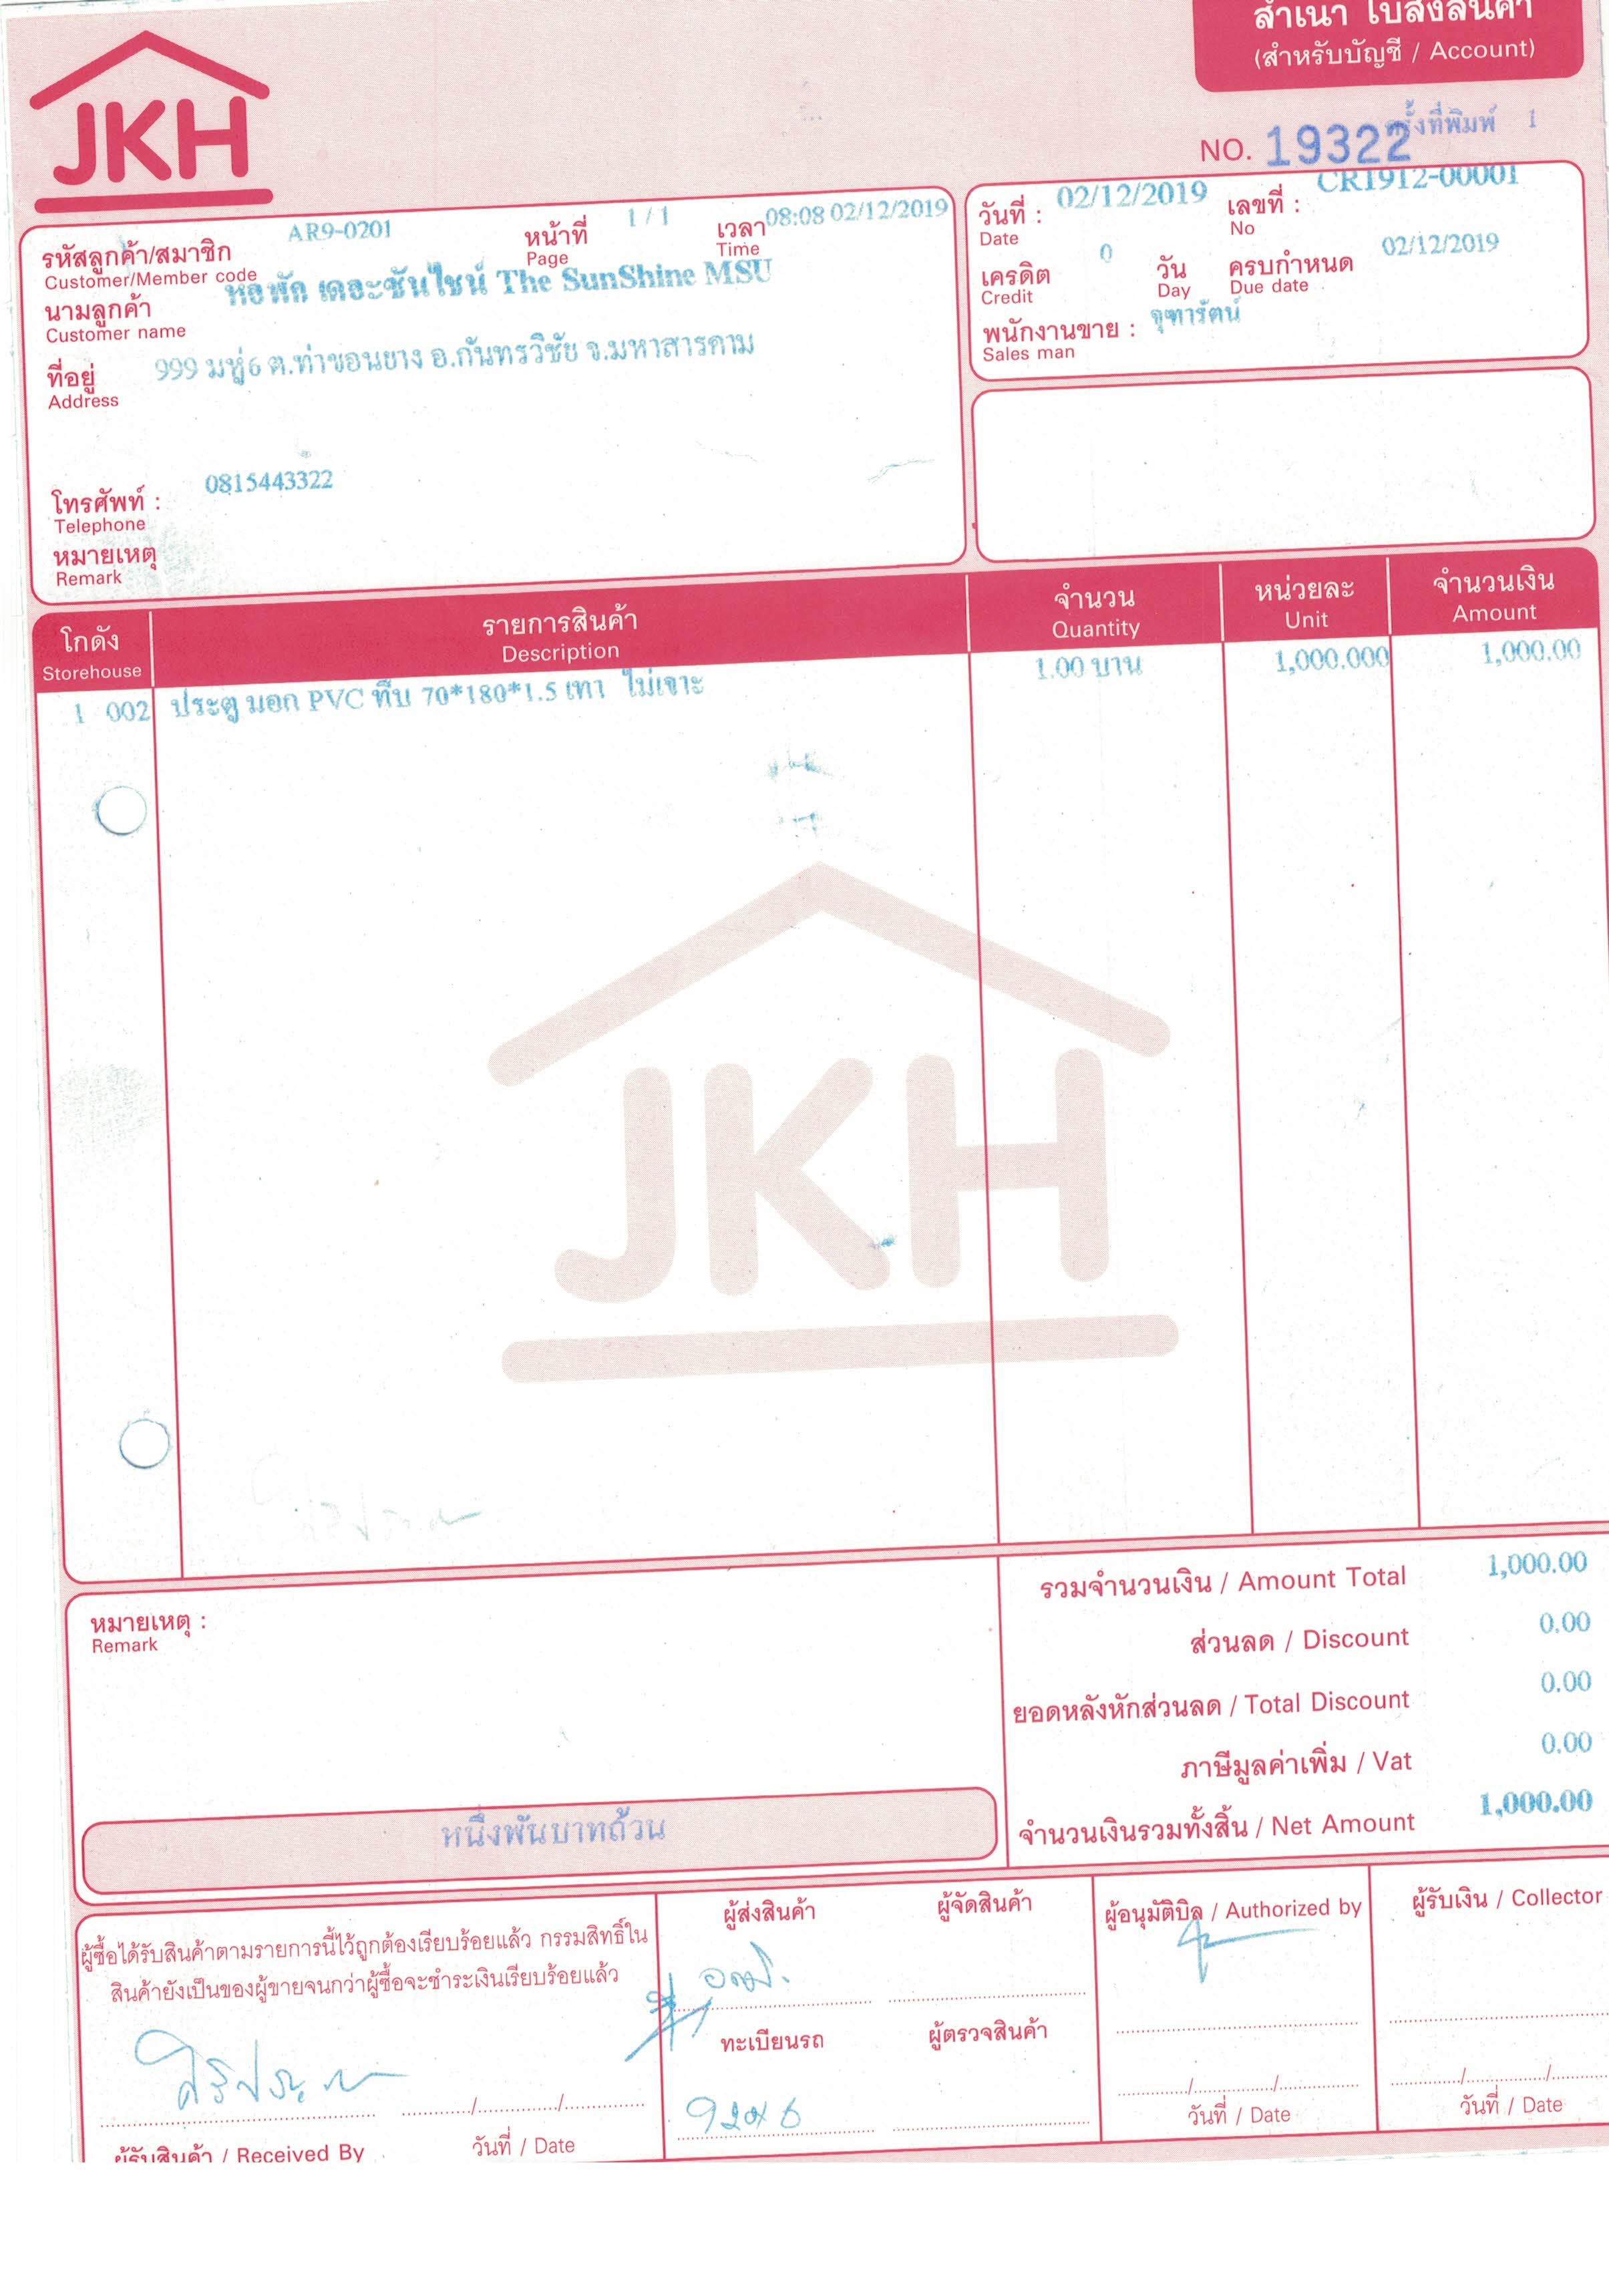 สำเนา ใบส่งสินค้า
(สำหรับบัญชี / Account)
JKH
ครั้งที่พิมพ์ 1
NO. 19322
รหัสลูกค้า/สมาชิก AR9-0201 หน้าที่ 1 / 1 เวลา 08:08 02/12/2019
Customer/Member code Page Time
นามลูกค้า หอพัก เดอะซันไชน์ The SunShine MSU
Customer name
ที่อยู่ 999 มหู่6 ต.ท่าขอนยาง อ.กันทรวิชัย จ.มหาสารคาม
Address
โทรศัพท์ : 0815443322
Telephone
หมายเหตุ
Remark
วันที่ : 02/12/2019 เลขที่ : CR1912-00001
Date No
เครดิต 0 วัน ครบกำหนด 02/12/2019
Credit Day Due date
พนักงานขาย : จุฑารัตน์
Sales man
โกดัง รายการสินค้า จำนวน หน่วยละ จำนวนเงิน
Storehouse Description Quantity Unit Amount
1 002 ประตู มอก PVC ทึบ 70*180*1.5 เทา ไม่เจาะ 1.00 บาน 1,000.000 1,000.00
JKH
รวมจำนวนเงิน / Amount Total 1,000.00
หมายเหตุ :
Remark
ส่วนลด / Discount 0.00
ยอดหลังหักส่วนลด / Total Discount 0.00
ภาษีมูลค่าเพิ่ม / Vat 0.00
หนึ่งพันบาทถ้วน
จำนวนเงินรวมทั้งสิ้น / Net Amount 1,000.00
ผู้ซื้อได้รับสินค้าตามรายการนี้ไว้ถูกต้องเรียบร้อยแล้ว กรรมสิทธิ์ใน
สินค้ายังเป็นของผู้ขายจนกว่าผู้ซื้อจะชำระเงินเรียบร้อยแล้ว
ผู้รับสินค้า / Received By วันที่ / Date
ผู้ส่งสินค้า ผู้จัดสินค้า
ทะเบียนรถ ผู้ตรวจสินค้า
ผู้อนุมัติบิล / Authorized by
วันที่ / Date
ผู้รับเงิน / Collector
วันที่ / Date